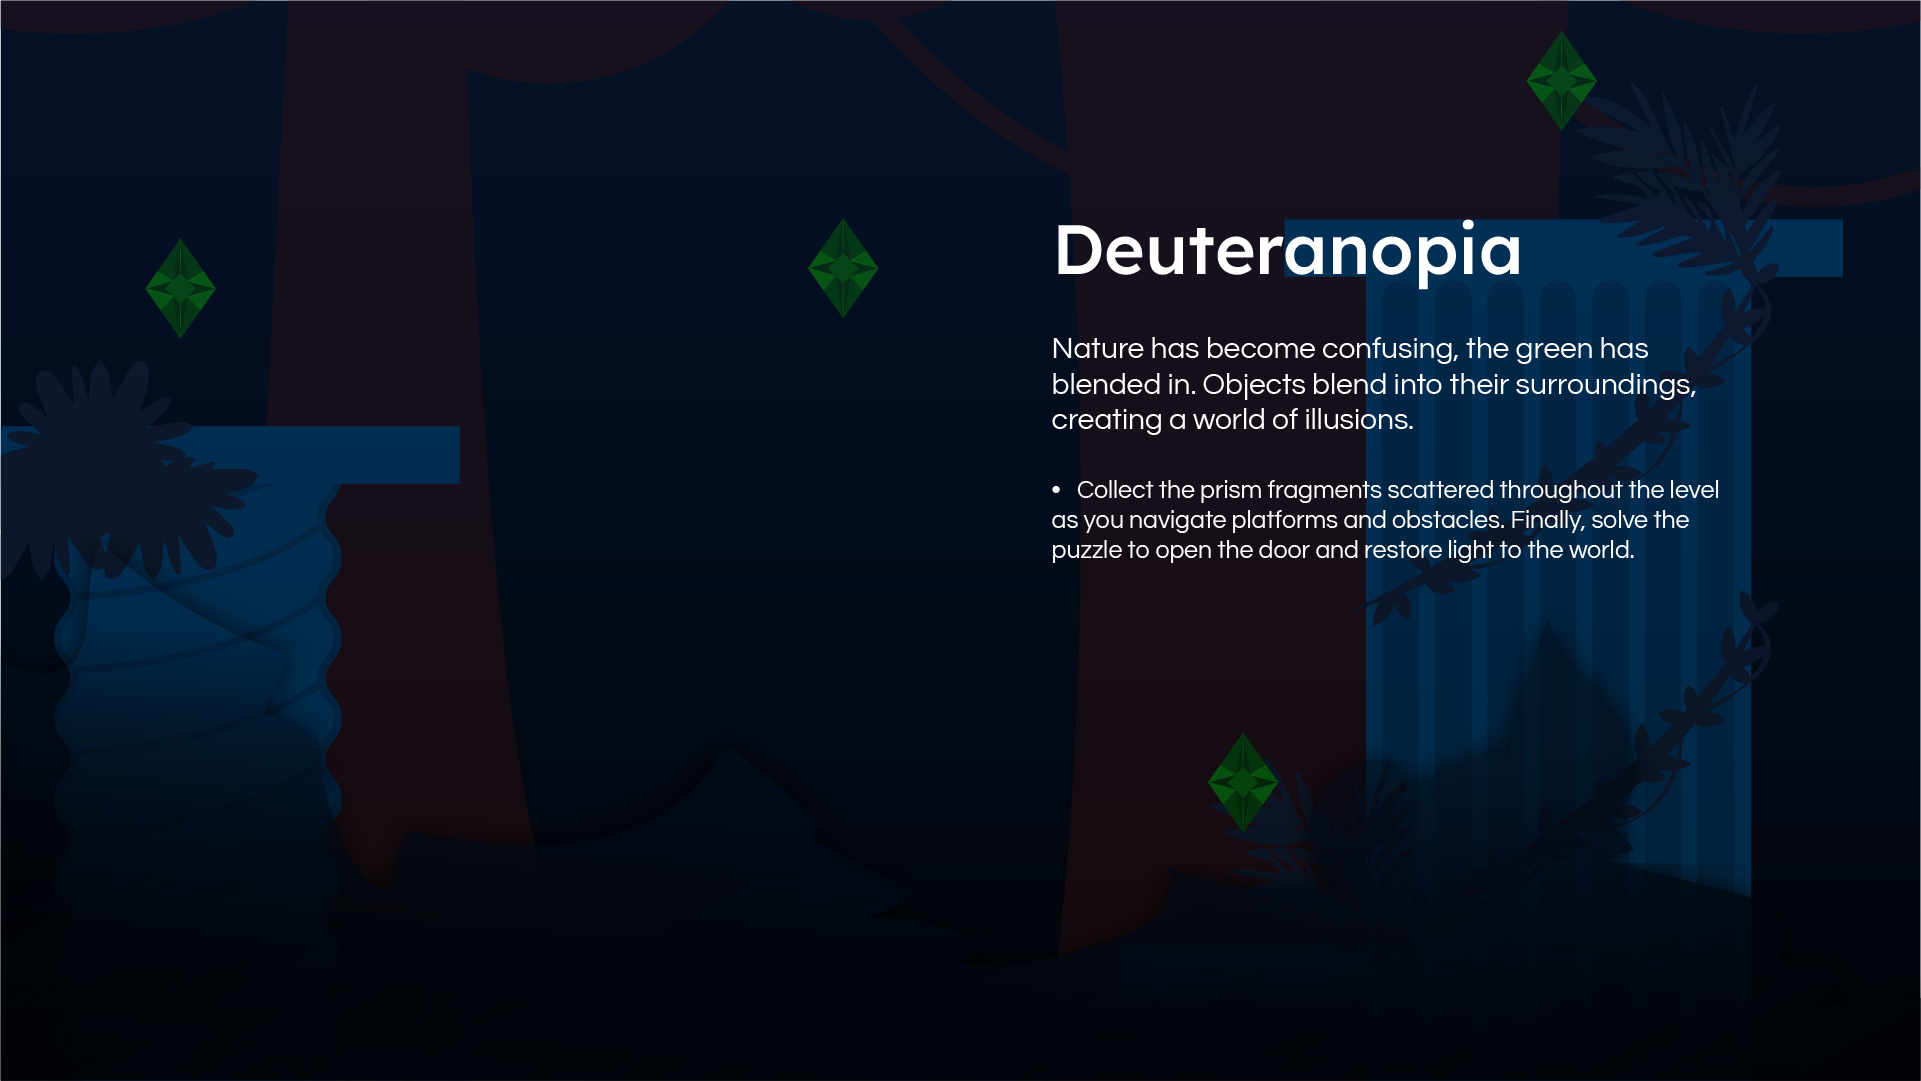 Deuteranopia
Nature has become confusing, the green has
blended in. Objects blend into their surroundings,
creating a world of illusions.
• Collect the prism fragments scattered throughout the level
as you navigate platforms and obstacles. Finally, solve the
puzzle to open the door and restore light to the world.